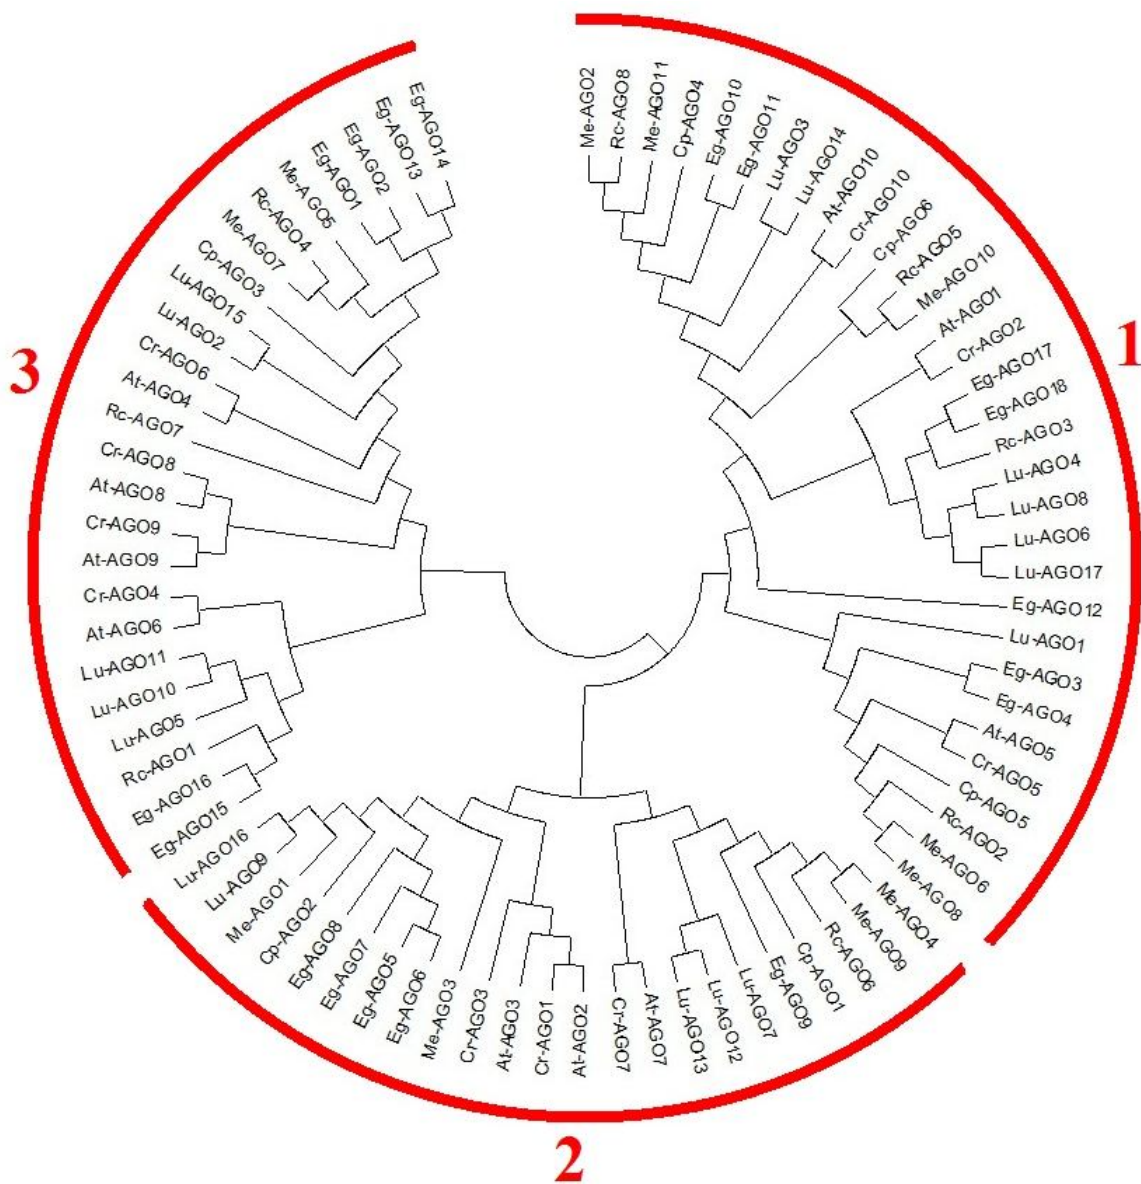 Me-AGO2
Rc-AGO8
Me-AGO11
Cp-AGO4
Eg-AGO10
Eg-AGO11
Lu-AGO3
Lu-AGO14
At-AGO10
Cr-AGO10
Cp-AGO6
Rc-AGO5
Me-AGO10
At-AGO1
Cr-AGO2
Eg-AGO17
Eg-AGO18
Rc-AGO3
Lu-AGO4
Lu-AGO8
Lu-AGO6
Lu-AGO17
Eg-AGO12
Lu-AGO1
Eg-AGO3
Eg-AGO4
At-AGO5
Cr-AGO5
Cp-AGO5
Rc-AGO2
Me-AGO6
Me-AGO8
1
Me-AGO4
Me-AGO9
Rc-AGO6
Cp-AGO1
Eg-AGO9
Lu-AGO7
Lu-AGO12
Lu-AGO13
At-AGO7
Cr-AGO7
At-AGO2
Cr-AGO1
At-AGO3
Cr-AGO3
Me-AGO3
Eg-AGO6
Eg-AGO5
Eg-AGO7
Eg-AGO8
Cp-AGO2
Me-AGO1
Lu-AGO9
Lu-AGO16
2
Eg-AGO15
Eg-AGO16
Rc-AGO1
Lu-AGO5
Lu-AGO10
Lu-AGO11
At-AGO6
Cr-AGO4
At-AGO9
Cr-AGO9
At-AGO8
Cr-AGO8
Rc-AGO7
At-AGO4
Cr-AGO6
Lu-AGO2
Lu-AGO15
Cp-AGO3
Me-AGO7
Rc-AGO4
Me-AGO5
Eg-AGO1
Eg-AGO2
Eg-AGO13
Eg-AGO14
3